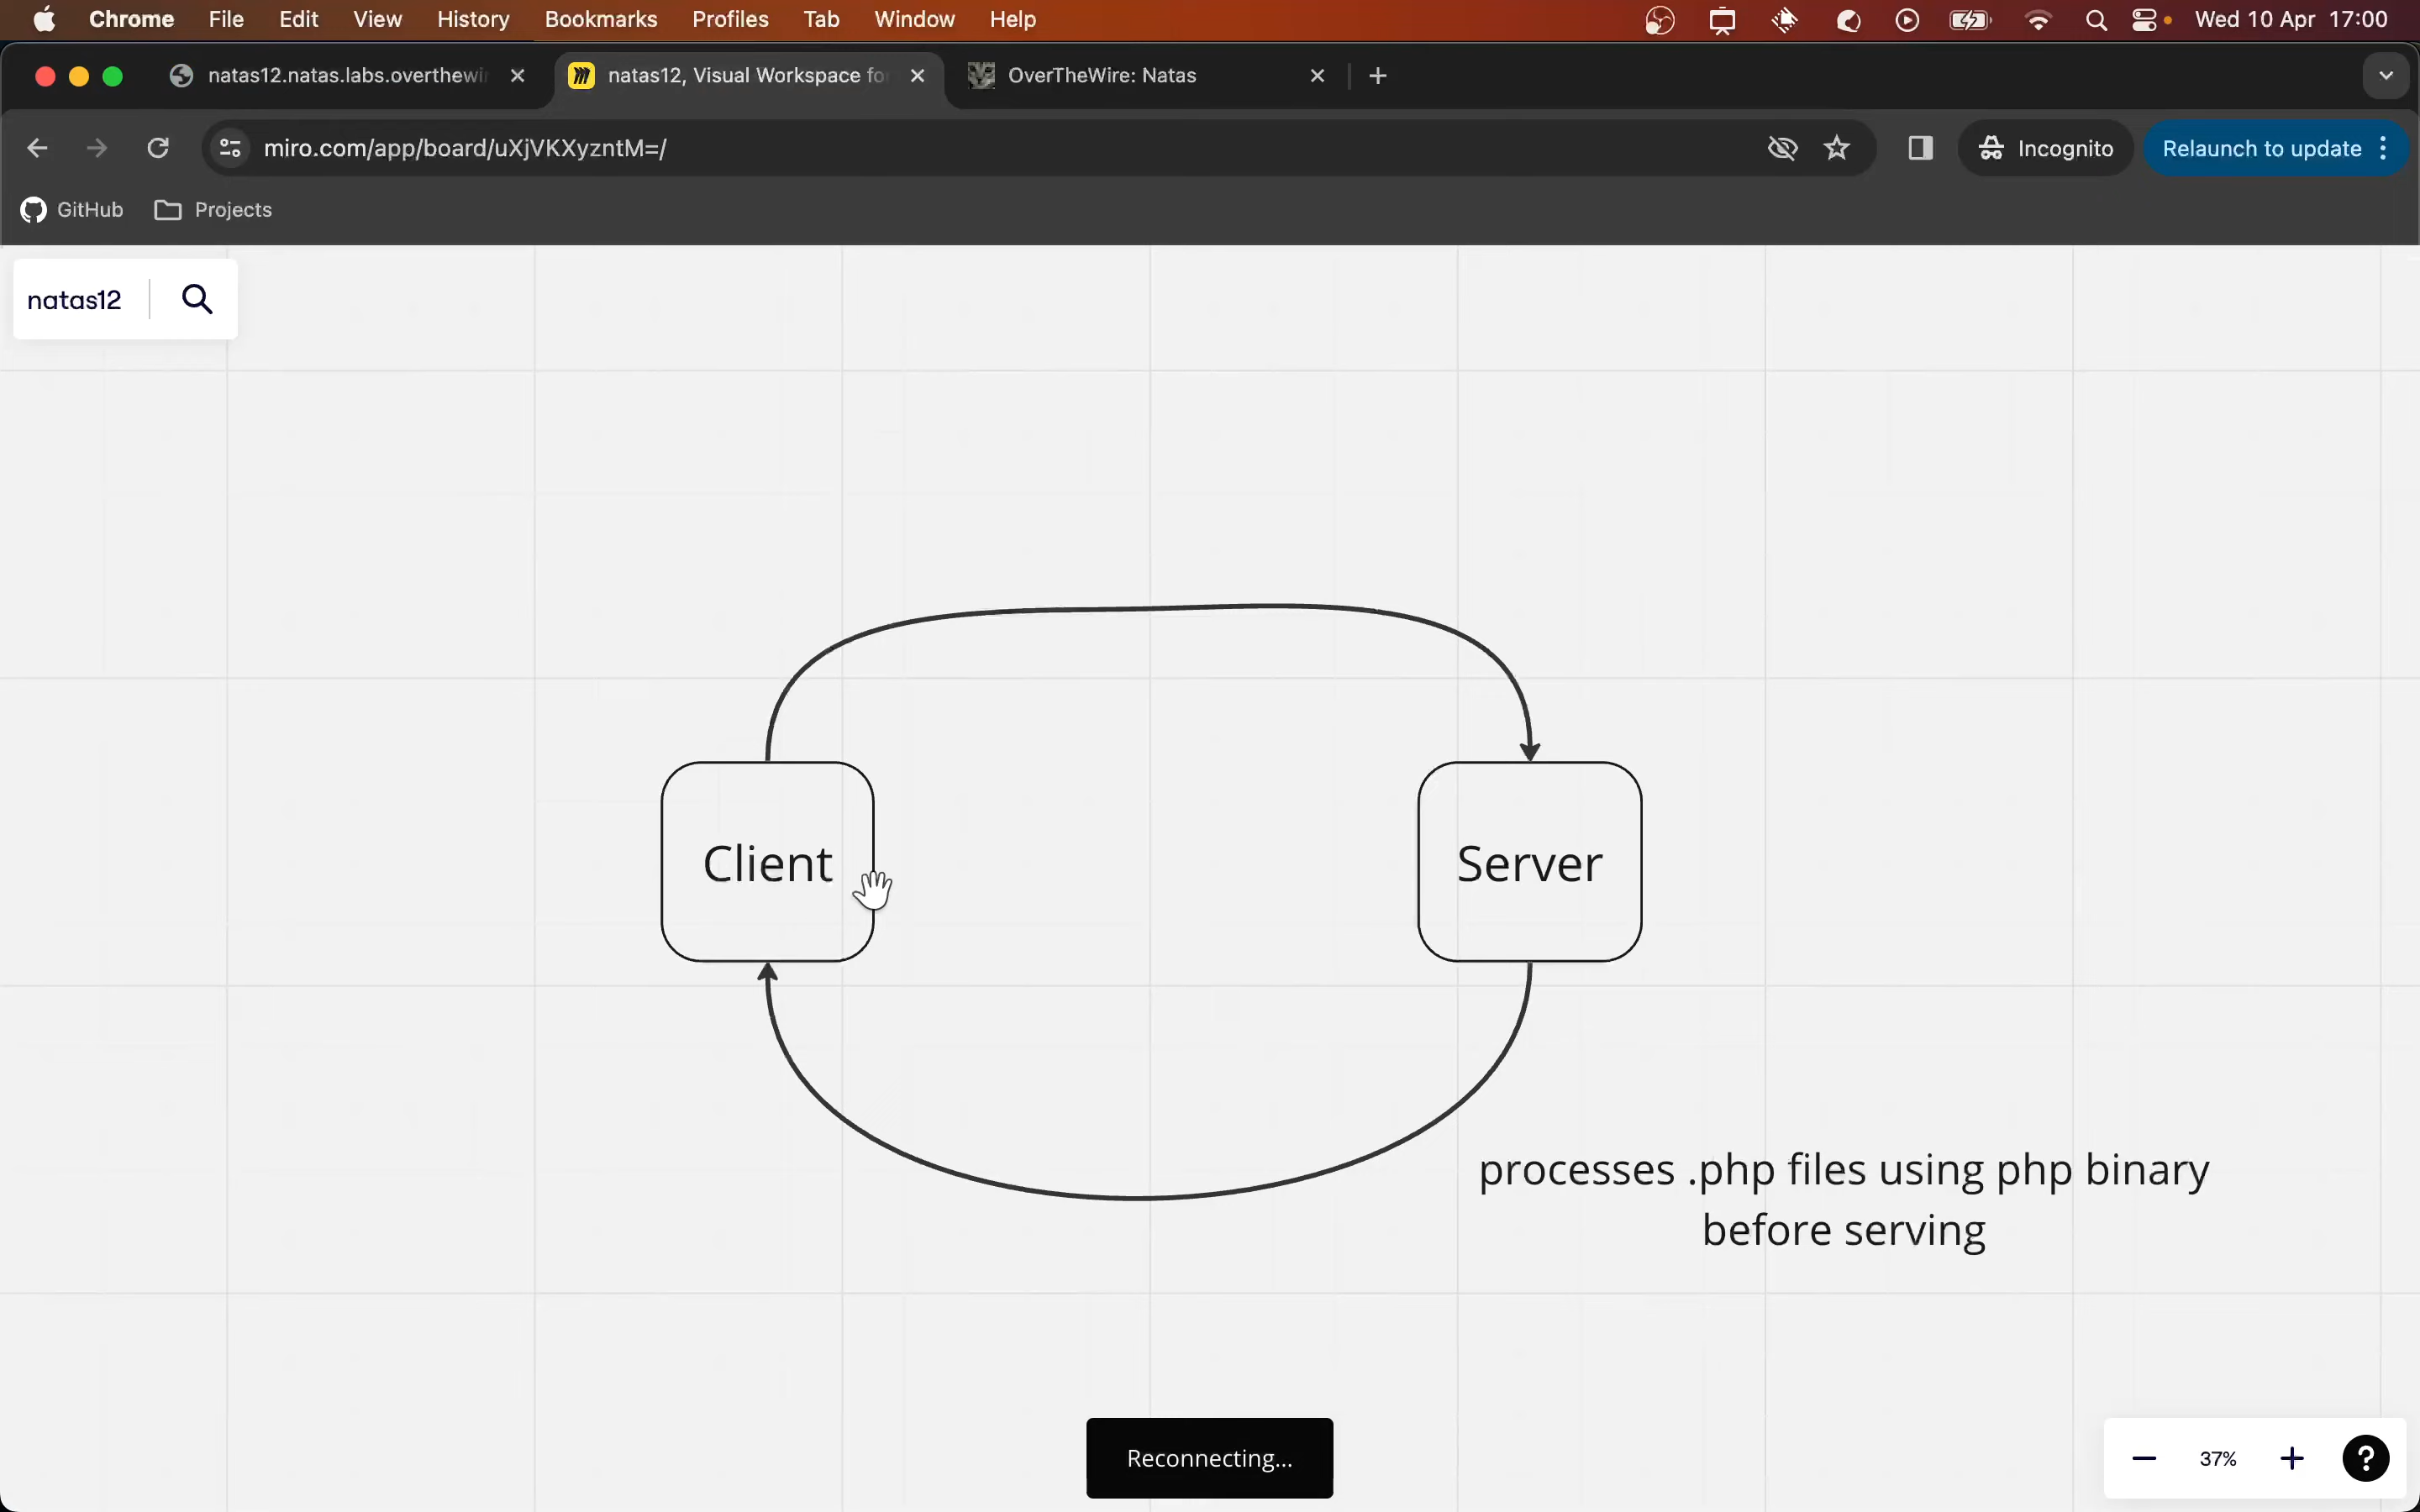 Chrome File Edit View History Bookmarks Profiles Tab Window Help Wed 10 Apr 17:00
natas12.natas.labs.overthewi natas12, Visual Workspace fo OverTheWire: Natas
miro.com/app/board/uXjVKXyzntM=/ Incognito Relaunch to update
GitHub Projects
natas12
Client Server
processes .php files using php binary
before serving
Reconnecting...
37%